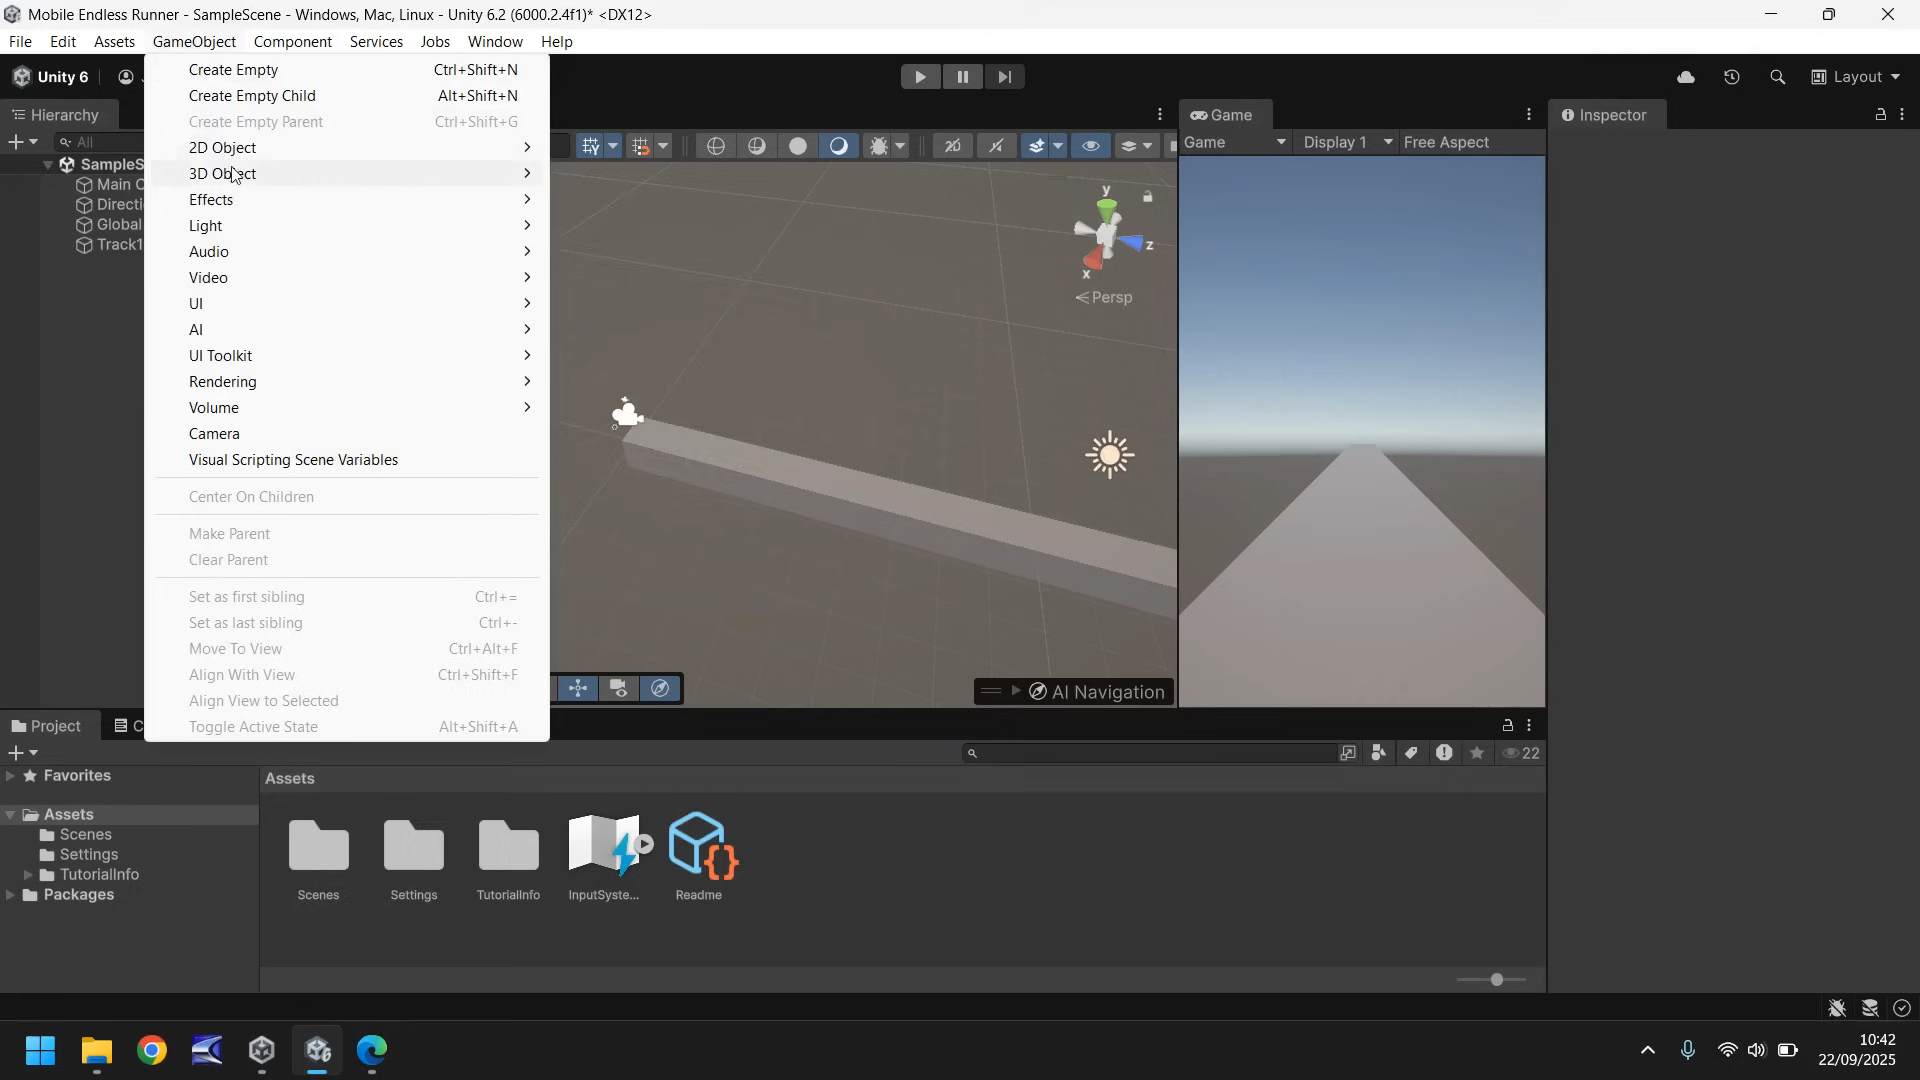 Mobile Endless Runner - SampleScene - Windows, Mac, Linux - Unity 6.2 (6000.2.4f1)* <DX12>
File Edit Assets GameObject Component Services Jobs Window Help
Unity 6
Layout
Hierarchy
Game
Inspector
All
Game
Display 1
Free Aspect
2D
SampleS
Main C
Directi
Global
Track1
Create Empty Ctrl+Shift+N
Create Empty Child Alt+Shift+N
Create Empty Parent Ctrl+Shift+G
2D Object
3D Object
Effects
Light
Audio
Video
UI
AI
UI Toolkit
Rendering
Volume
Camera
Visual Scripting Scene Variables
Center On Children
Make Parent
Clear Parent
Set as first sibling Ctrl+=
Set as last sibling Ctrl+-
Move To View Ctrl+Alt+F
Align With View Ctrl+Shift+F
Align View to Selected
Toggle Active State Alt+Shift+A
y
z
x
Persp
AI Navigation
Project
C
22
Favorites
Assets
Scenes
Settings
TutorialInfo
Packages
Assets
Scenes
Settings
TutorialInfo
InputSyste...
Readme
10:42
22/09/2025